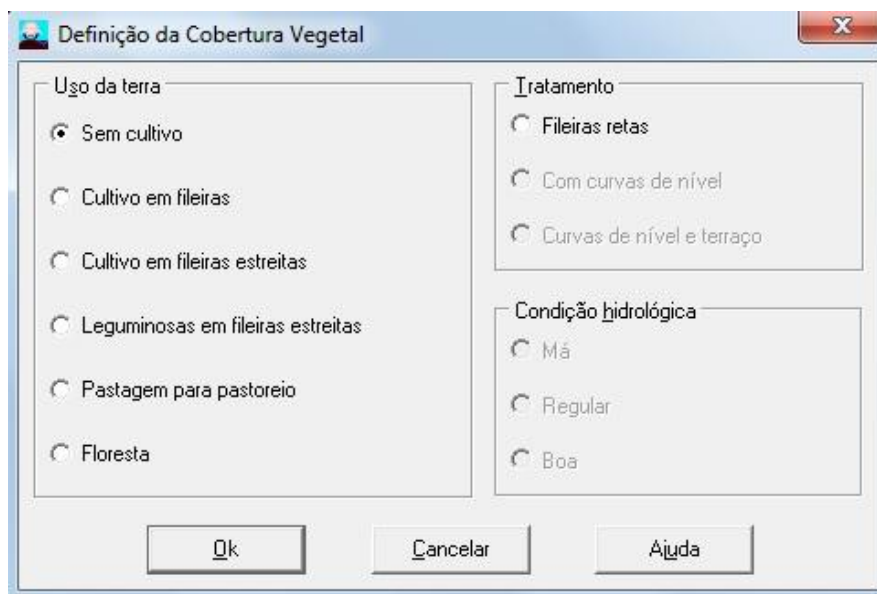 Definição da Cobertura Vegetal
Uso da terra
Sem cultivo
Cultivo em fileiras
Cultivo em fileiras estreitas
Leguminosas em fileiras estreitas
Pastagem para pastoreio
Floresta
Tratamento
Fileiras retas
Com curvas de nível
Curvas de nível e terraço
Condição hidrológica
Má
Regular
Boa
Ok
Cancelar
Ajuda